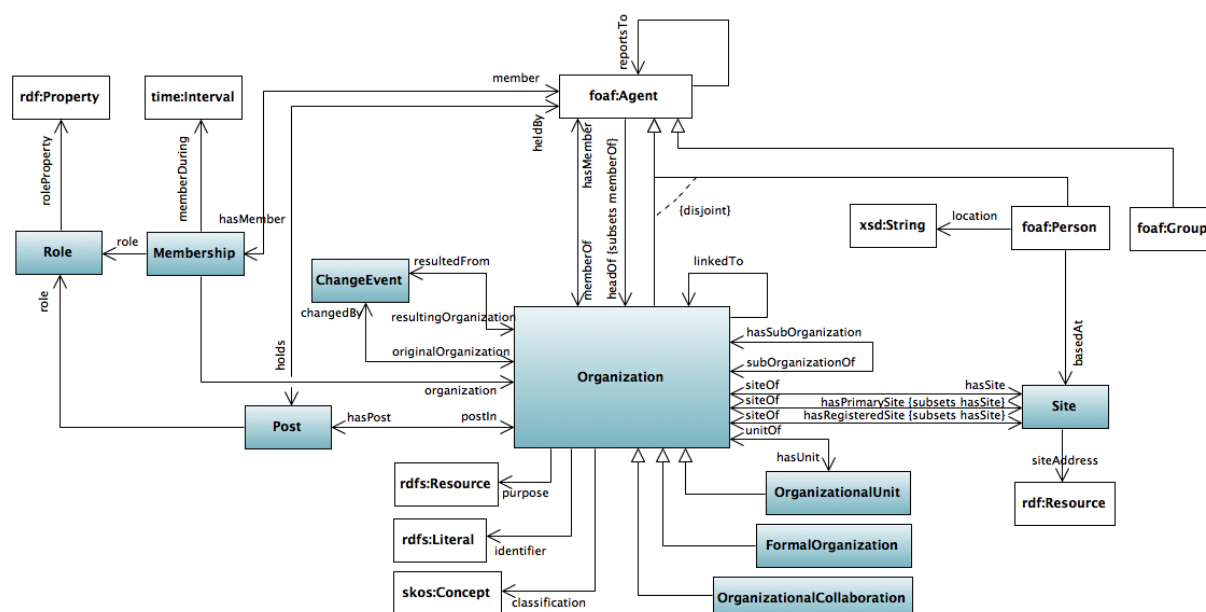 reportsTo
member
rdf:Property
time:Interval
foaf:Agent
heldBy
hasMember
roleProperty
memberDuring
headOf {subsets memberOf}
memberOf
{disjoint}
hasMember
xsd:String
location
foaf:Person
foaf:Group
Role
role
Membership
resultedFrom
linkedTo
ChangeEvent
role
changedBy
resultingOrganization
hasSubOrganization
basedAt
holds
originalOrganization
subOrganizationOf
Organization
organization
siteOf
hasSite
siteOf
hasPrimarySite {subsets hasSite}
Site
siteOf
hasRegisteredSite {subsets hasSite}
Post
hasPost
postIn
unitOf
hasUnit
siteAddress
rdfs:Resource
purpose
OrganizationalUnit
rdf:Resource
rdfs:Literal
identifier
FormalOrganization
skos:Concept
classification
OrganizationalCollaboration